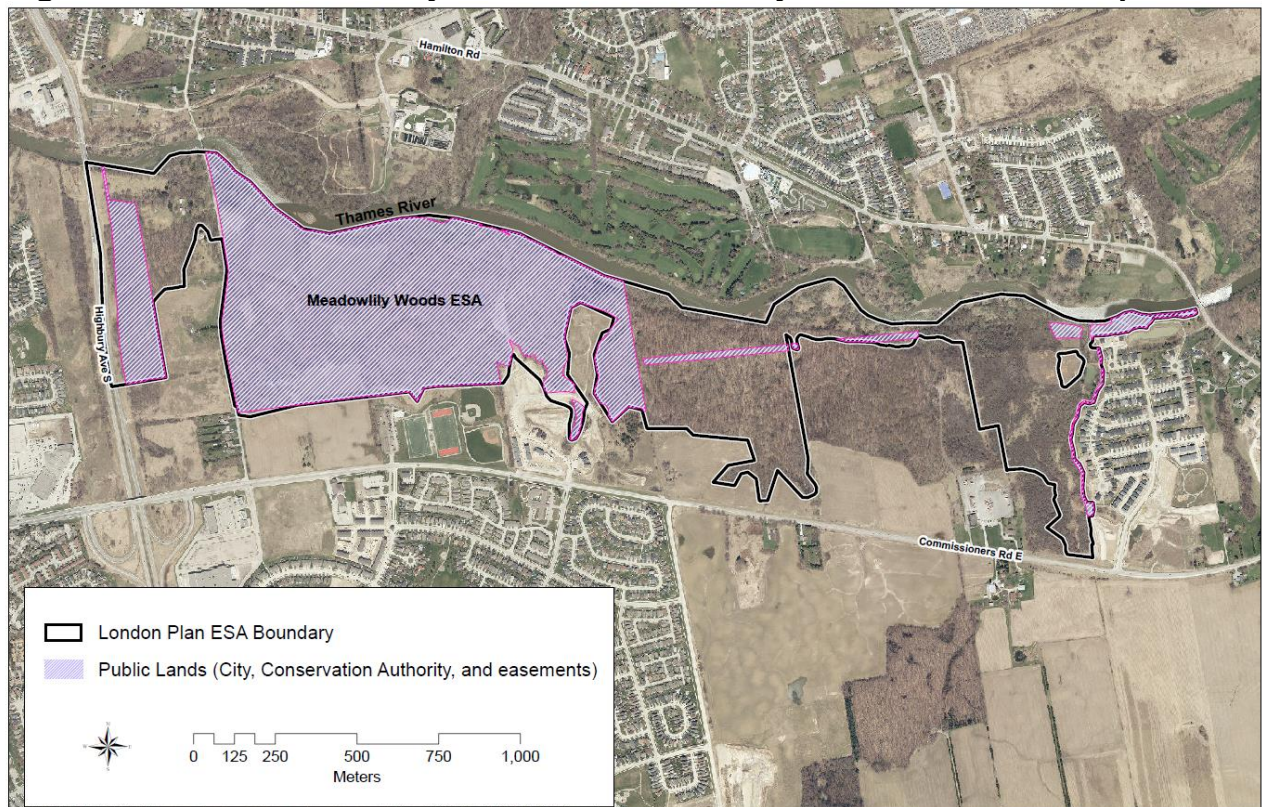 Hamilton Rd
Thames River
Meadowlily Woods ESA
Highbury Ave S
Commissioners Rd E
London Plan ESA Boundary
Public Lands (City, Conservation Authority, and easements)
0 125 250 500 750 1,000
Meters